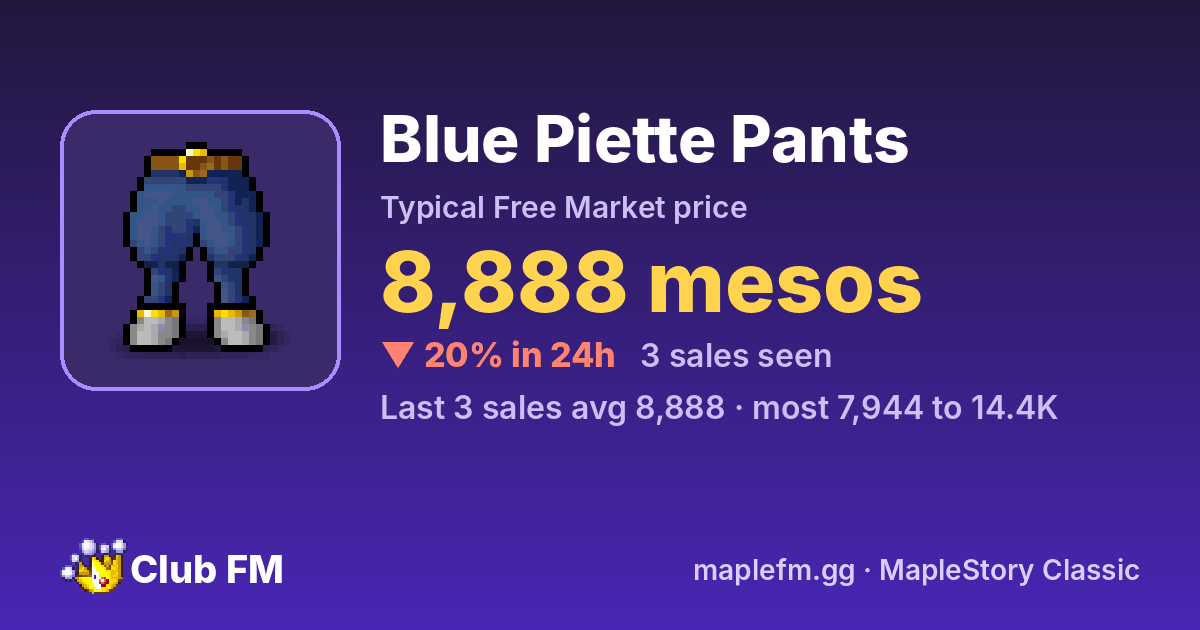 Blue Piette Pants
Typical Free Market price
8,888 mesos
▼ 20% in 24h 3 sales seen
Last 3 sales avg 8,888 · most 7,944 to 14.4K
Club FM
maplefm.gg · MapleStory Classic